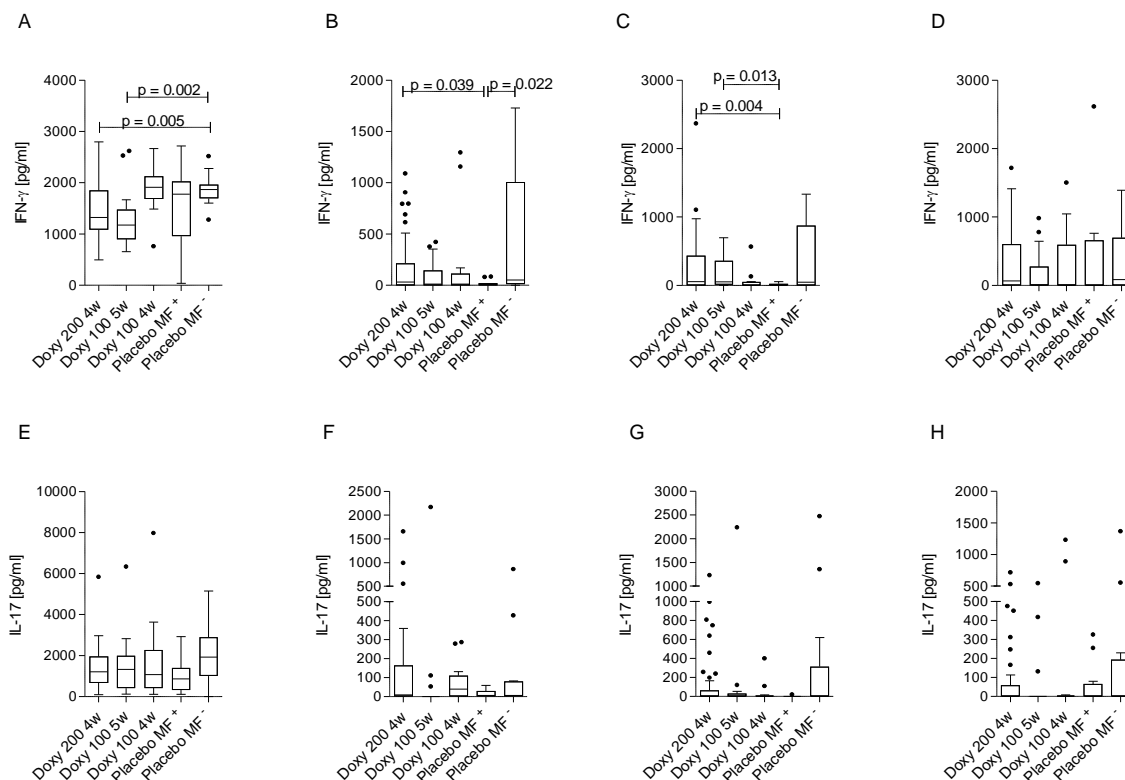 A
IFN-γ [pg/ml]
4000
3000
2000
1000
0
p = 0.002
p = 0.005
Doxy 200 4w
Doxy 100 5w
Doxy 100 4w
Placebo MF +
Placebo MF -
B
IFN-γ [pg/ml]
2000
1500
1000
500
0
p = 0.039
p = 0.022
Doxy 200 4w
Doxy 100 5w
Doxy 100 4w
Placebo MF +
Placebo MF -
C
IFN-γ [pg/ml]
3000
2000
1000
0
p = 0.013
p = 0.004
Doxy 200 4w
Doxy 100 5w
Doxy 100 4w
Placebo MF +
Placebo MF -
D
IFN-γ [pg/ml]
3000
2000
1000
0
Doxy 200 4w
Doxy 100 5w
Doxy 100 4w
Placebo MF +
Placebo MF -
E
IL-17 [pg/ml]
10000
8000
6000
4000
2000
0
Doxy 200 4w
Doxy 100 5w
Doxy 100 4w
Placebo MF +
Placebo MF -
F
IL-17 [pg/ml]
2500
2000
1500
1000
500
500
400
300
200
100
0
Doxy 200 4w
Doxy 100 5w
Doxy 100 4w
Placebo MF +
Placebo MF -
G
IL-17 [pg/ml]
3000
2500
2000
1500
1000
1000
800
600
400
200
0
Doxy 200 4w
Doxy 100 5w
Doxy 100 4w
Placebo MF +
Placebo MF -
H
IL-17 [pg/ml]
2000
1500
1000
500
500
400
300
200
100
0
Doxy 200 4w
Doxy 100 5w
Doxy 100 4w
Placebo MF +
Placebo MF -